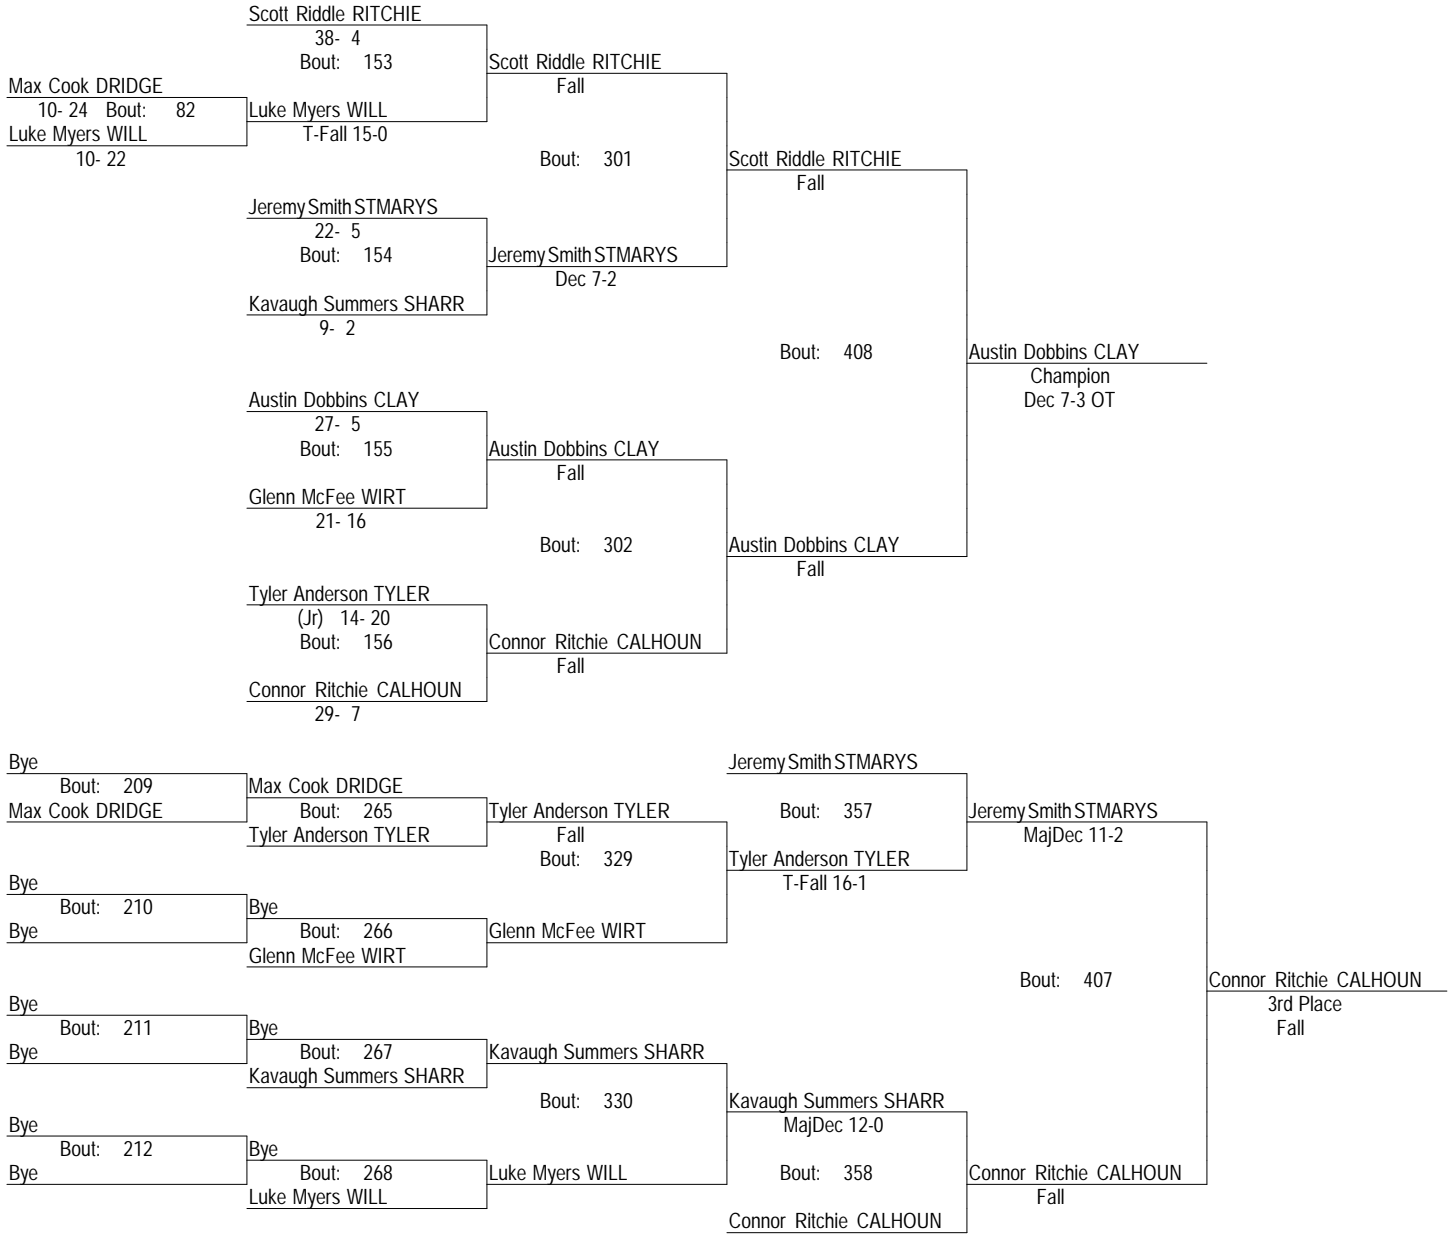 Scott Riddle RITCHIE
38- 4
Bout: 153
Scott Riddle RITCHIE
Max Cook DRIDGE
Fall
10- 24 Bout: 82
Luke Myers WILL
Luke Myers WILL
T-Fall 15-0
10- 22
Bout: 301
Scott Riddle RITCHIE
Fall
Jeremy Smith STMARYS
22- 5
Bout: 154
Jeremy Smith STMARYS
Dec 7-2
Kavaugh Summers SHARR
9- 2
Bout: 408
Austin Dobbins CLAY
Champion
Dec 7-3 OT
Austin Dobbins CLAY
27- 5
Bout: 155
Austin Dobbins CLAY
Fall
Glenn McFee WIRT
21- 16
Bout: 302
Austin Dobbins CLAY
Fall
Tyler Anderson TYLER
(Jr) 14- 20
Bout: 156
Connor Ritchie CALHOUN
Fall
Connor Ritchie CALHOUN
29- 7
Bye
Jeremy Smith STMARYS
Bout: 209
Max Cook DRIDGE
Max Cook DRIDGE
Bout: 265
Tyler Anderson TYLER
Bout: 357
Jeremy Smith STMARYS
Tyler Anderson TYLER
Fall
MajDec 11-2
Bout: 329
Tyler Anderson TYLER
T-Fall 16-1
Bye
Bout: 210
Bye
Bye
Bout: 266
Glenn McFee WIRT
Glenn McFee WIRT
Bout: 407
Connor Ritchie CALHOUN
3rd Place
Fall
Bye
Bout: 211
Bye
Bye
Bout: 267
Kavaugh Summers SHARR
Kavaugh Summers SHARR
Bout: 330
Kavaugh Summers SHARR
MajDec 12-0
Bye
Bout: 212
Bye
Bye
Bout: 268
Luke Myers WILL
Bout: 358
Connor Ritchie CALHOUN
Luke Myers WILL
Fall
Connor Ritchie CALHOUN